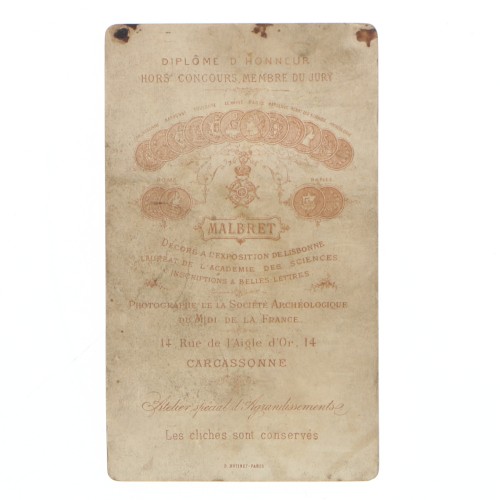 DIPLÔME D'HONNEUR
HORS CONCOURS, MEMBRE DU JURY
MALBRET
DÉCORÉ A L'EXPOSITION DE LISBONNE
LAURÉAT DE L'ACADÉMIE DES SCIENCES
INSCRIPTIONS & BELLES-LETTRES
PHOTOGRAPHE DE LA SOCIÉTÉ ARCHÉOLOGIQUE
DU MIDI DE LA FRANCE.
14 Rue de l'Aigle d'Or, 14
CARCASSONNE
Atelier spécial d'Agrandissements
Les clichés sont conservés